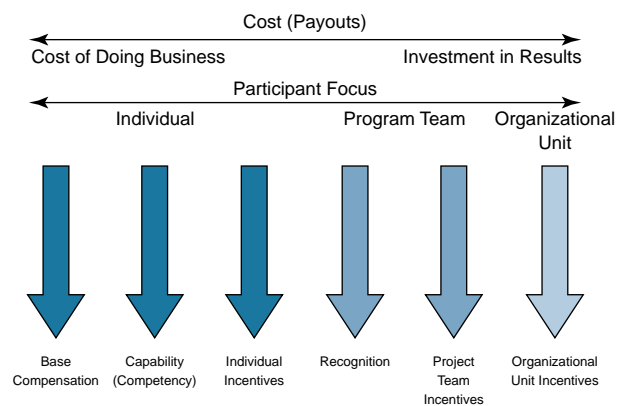 Cost (Payouts)
Cost of Doing Business Investment in Results
Participant Focus
Individual Program Team Organizational
Unit
Base
Compensation
Capability
(Competency)
Individual
Incentives
Recognition
Project
Team
Incentives
Organizational
Unit Incentives